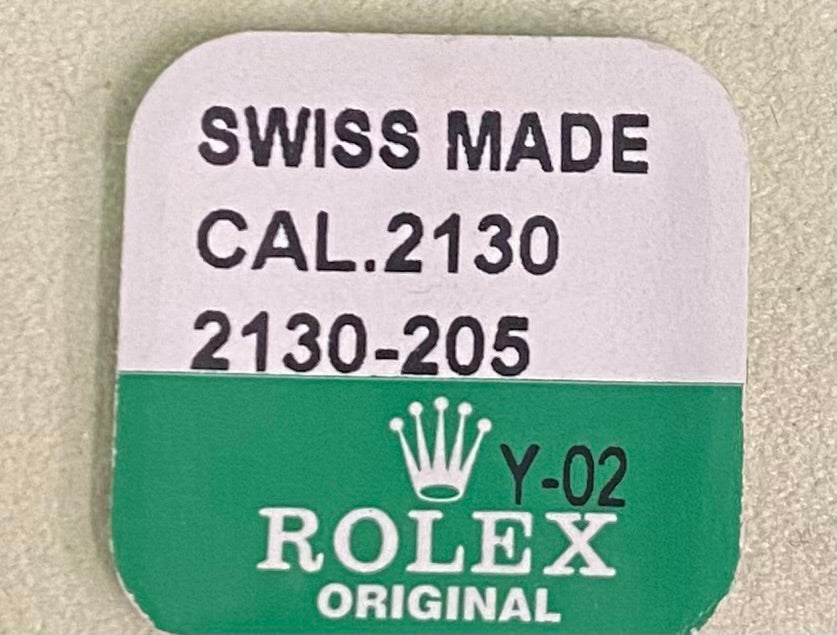 SWISS MADE
CAL.2130
2130-205
Y-02
ROLEX
ORIGINAL